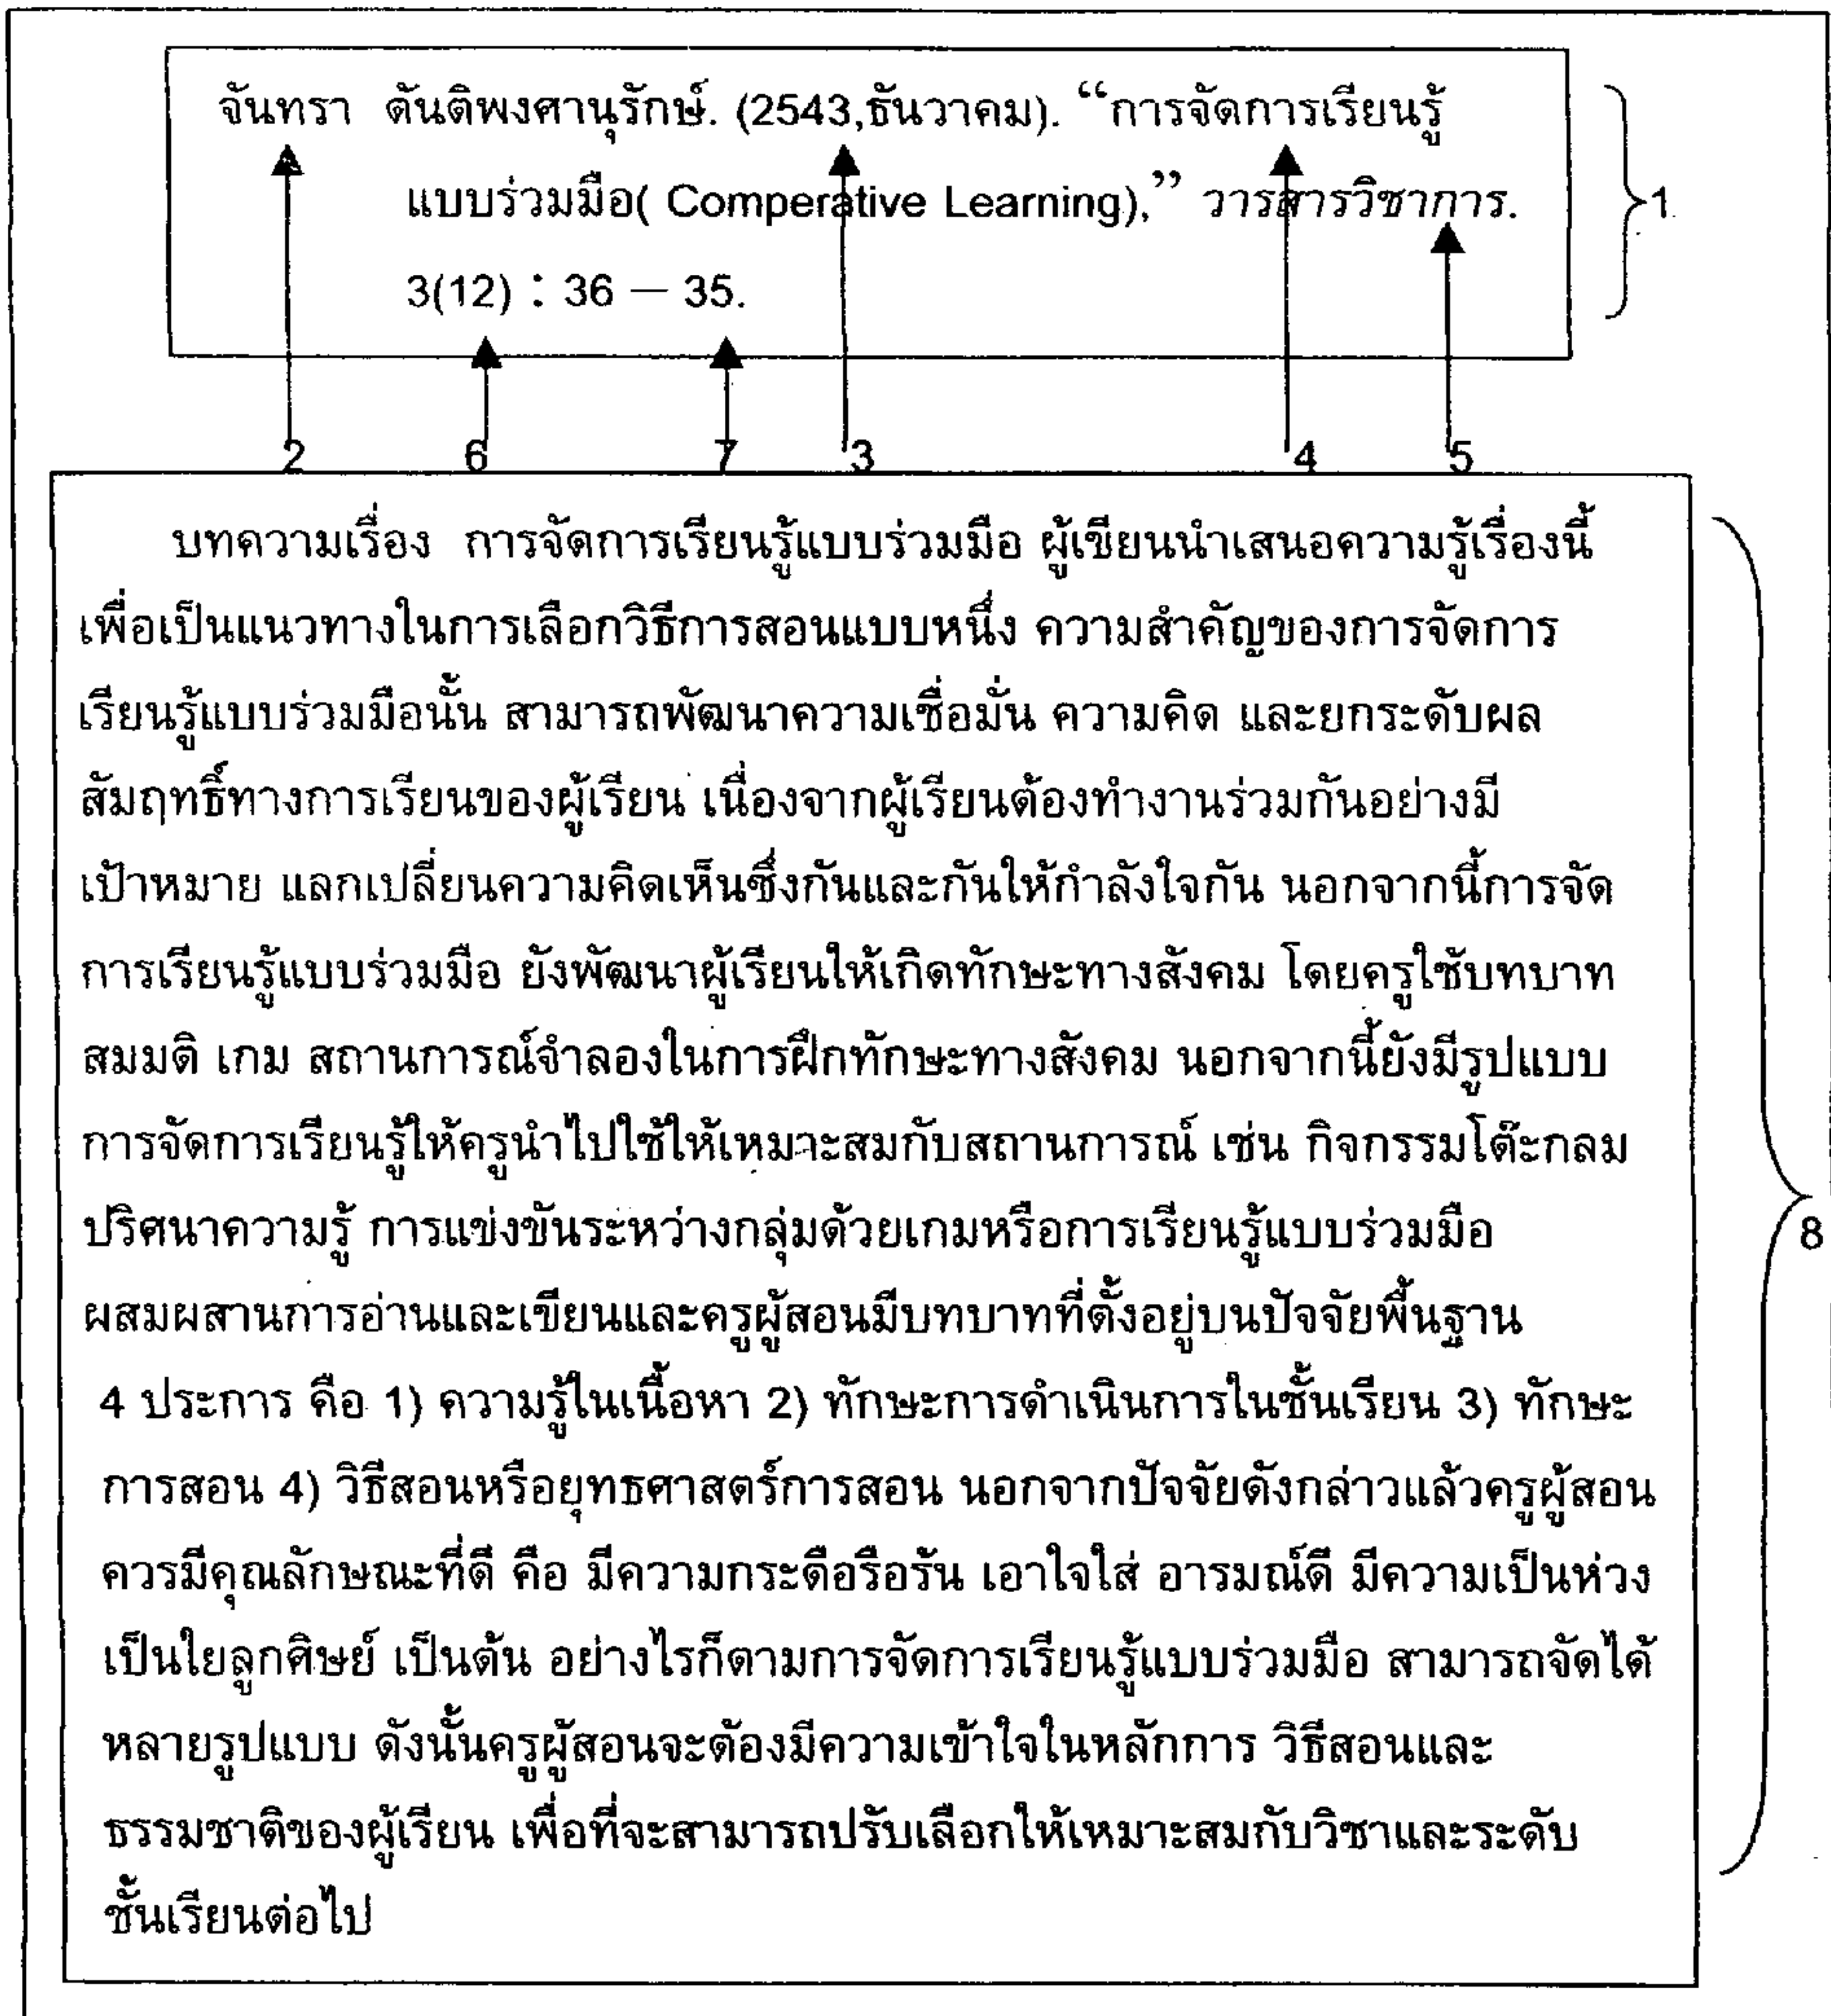 จันทรา ตันติพงศานุรักษ์. (2543,ธันวาคม). “การจัดการเรียนรู้
แบบร่วมมือ( Comperative Learning),” วารสารวิชาการ.
3(12) : 36 – 35.
1
2 6 7 3 4 5
บทความเรื่อง การจัดการเรียนรู้แบบร่วมมือ ผู้เขียนนำเสนอความรู้เรื่องนี้
เพื่อเป็นแนวทางในการเลือกวิธีการสอนแบบหนึ่ง ความสำคัญของการจัดการ
เรียนรู้แบบร่วมมือนั้น สามารถพัฒนาความเชื่อมั่น ความคิด และยกระดับผล
สัมฤทธิ์ทางการเรียนของผู้เรียน เนื่องจากผู้เรียนต้องทำงานร่วมกันอย่างมี
เป้าหมาย แลกเปลี่ยนความคิดเห็นซึ่งกันและกันให้กำลังใจกัน นอกจากนี้การจัด
การเรียนรู้แบบร่วมมือ ยังพัฒนาผู้เรียนให้เกิดทักษะทางสังคม โดยครูใช้บทบาท
สมมติ เกม สถานการณ์จำลองในการฝึกทักษะทางสังคม นอกจากนี้ยังมีรูปแบบ
การจัดการเรียนรู้ให้ครูนำไปใช้ให้เหมาะสมกับสถานการณ์ เช่น กิจกรรมโต๊ะกลม
ปริศนาความรู้ การแข่งขันระหว่างกลุ่มด้วยเกมหรือการเรียนรู้แบบร่วมมือ
ผสมผสานการอ่านและเขียนและครูผู้สอนมีบทบาทที่ตั้งอยู่บนปัจจัยพื้นฐาน
4 ประการ คือ 1) ความรู้ในเนื้อหา 2) ทักษะการดำเนินการในชั้นเรียน 3) ทักษะ
การสอน 4) วิธีสอนหรือยุทธศาสตร์การสอน นอกจากปัจจัยดังกล่าวแล้วครูผู้สอน
ควรมีคุณลักษณะที่ดี คือ มีความกระตือรือร้น เอาใจใส่ อารมณ์ดี มีความเป็นห่วง
เป็นใยลูกศิษย์ เป็นต้น อย่างไรก็ตามการจัดการเรียนรู้แบบร่วมมือ สามารถจัดได้
หลายรูปแบบ ดังนั้นครูผู้สอนจะต้องมีความเข้าใจในหลักการ วิธีสอนและ
ธรรมชาติของผู้เรียน เพื่อที่จะสามารถปรับเลือกให้เหมาะสมกับวิชาและระดับ
ชั้นเรียนต่อไป
8